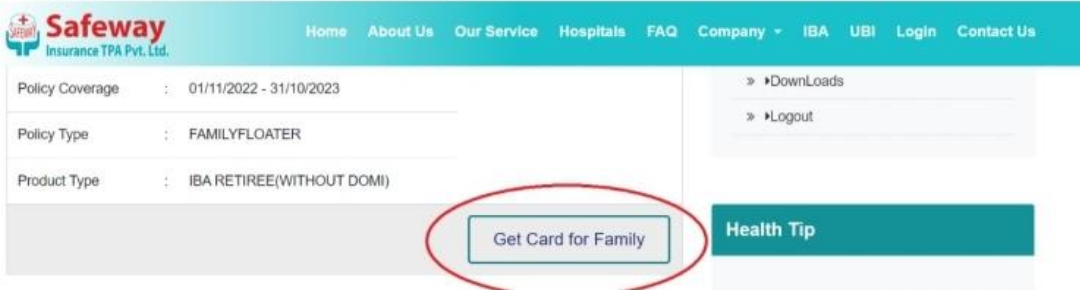 SAFEWAY
Safeway
Insurance TPA Pvt. Ltd.
Home About Us Our Service Hospitals FAQ Company IBA UBI Login Contact Us
Policy Coverage : 01/11/2022 - 31/10/2023
Policy Type : FAMILYFLOATER
Product Type : IBA RETIREE(WITHOUT DOMI)
Get Card for Family
» DownLoads
» Logout
Health Tip